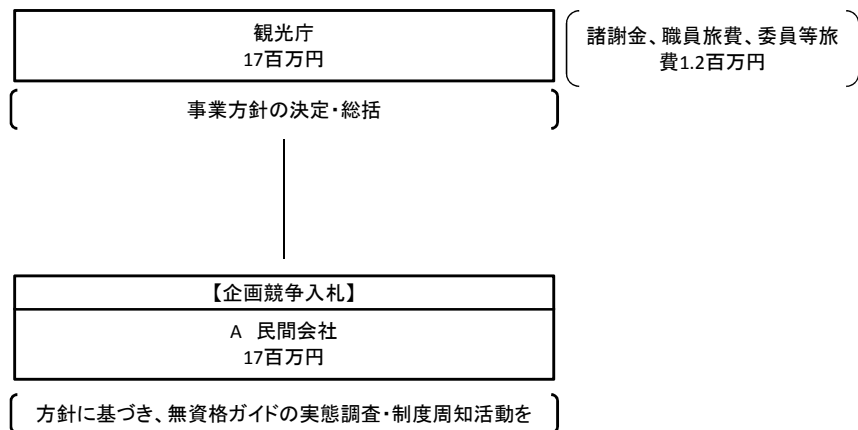 観光庁
17百万円
諸謝金、職員旅費、委員等旅
費1.2百万円
事業方針の決定・総括
【企画競争入札】
A 民間会社
17百万円
方針に基づき、無資格ガイドの実態調査・制度周知活動を